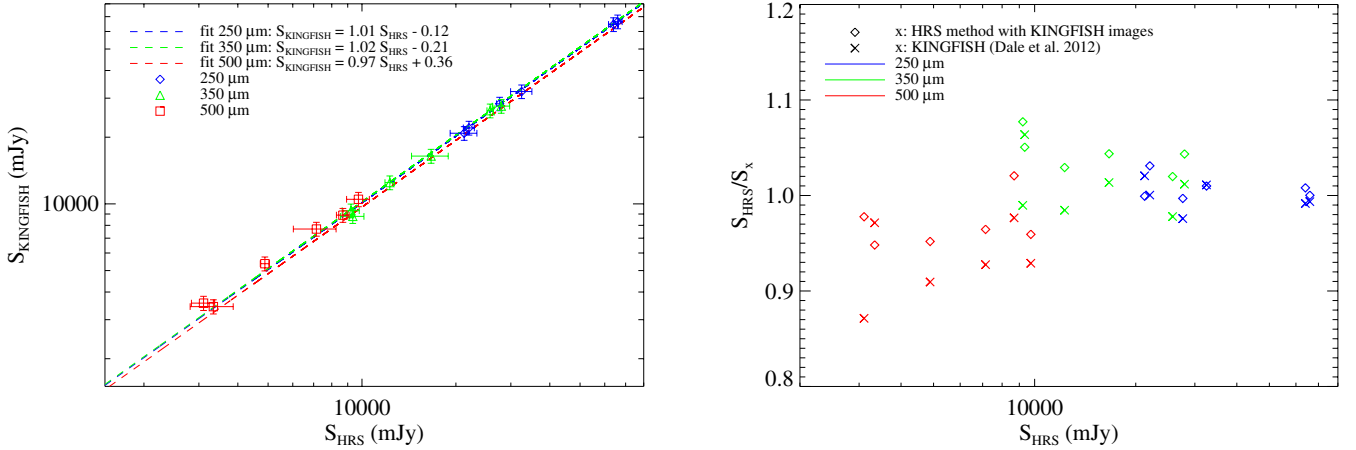 fit 250 μm: S_KINGFISH = 1.01 S_HRS - 0.12
fit 350 μm: S_KINGFISH = 1.02 S_HRS - 0.21
fit 500 μm: S_KINGFISH = 0.97 S_HRS + 0.36
250 μm
350 μm
500 μm
S_KINGFISH (mJy)
10000
10000
S_HRS (mJy)
1.2
x: HRS method with KINGFISH images
x: KINGFISH (Dale et al. 2012)
250 μm
350 μm
500 μm
1.1
S_HRS/S_x
1.0
0.9
0.8
10000
S_HRS (mJy)